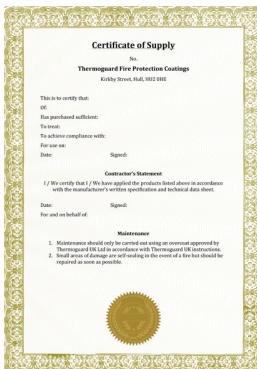 Certificate of Supply
No.
Thermoguard Fire Protection Coatings
Kirkby Street, Hull, HU2 0HE
This is to certify that:
Of:
Has purchased sufficient:
To treat:
To achieve compliance with:
For use on:
Date: Signed:
Contractor's Statement
I / We certify that I / We have applied the products listed above in accordance
with the manufacturer's written specification and technical data sheet.
Date: Signed:
For and on behalf of:
Maintenance
1. Maintenance should only be carried out using an overcoat approved by
Thermoguard UK Ltd in accordance with Thermoguard UK instructions.
2. Small areas of damage are self-sealing in the event of a fire but should be
repaired as soon as possible.